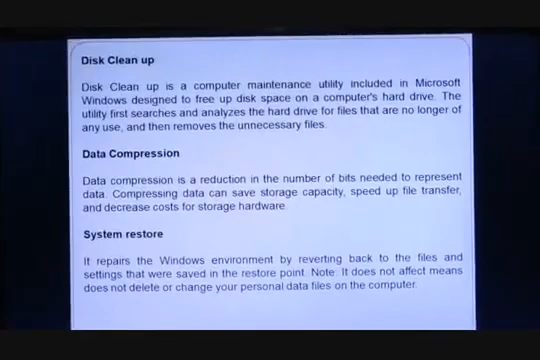 Disk Clean up
Disk Clean up is a computer maintenance utility included in Microsoft
Windows designed to free up disk space on a computer's hard drive. The
utility first searches and analyzes the hard drive for files that are no longer of
any use, and then removes the unnecessary files.
Data Compression
Data compression is a reduction in the number of bits needed to represent
data. Compressing data can save storage capacity, speed up file transfer,
and decrease costs for storage hardware.
System restore
It repairs the Windows environment by reverting back to the files and
settings that were saved in the restore point. Note: It does not affect means
does not delete or change your personal data files on the computer.